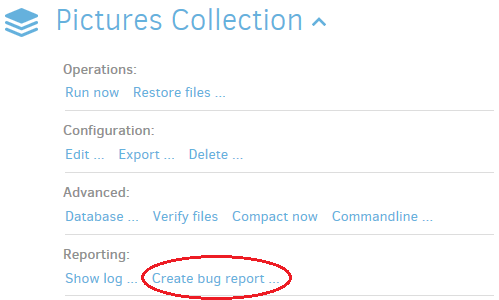 Pictures Collection
Operations:
Run now Restore files ...
Configuration:
Edit ... Export ... Delete ...
Advanced:
Database ... Verify files Compact now Commandline ...
Reporting:
Show log ... Create bug report ...